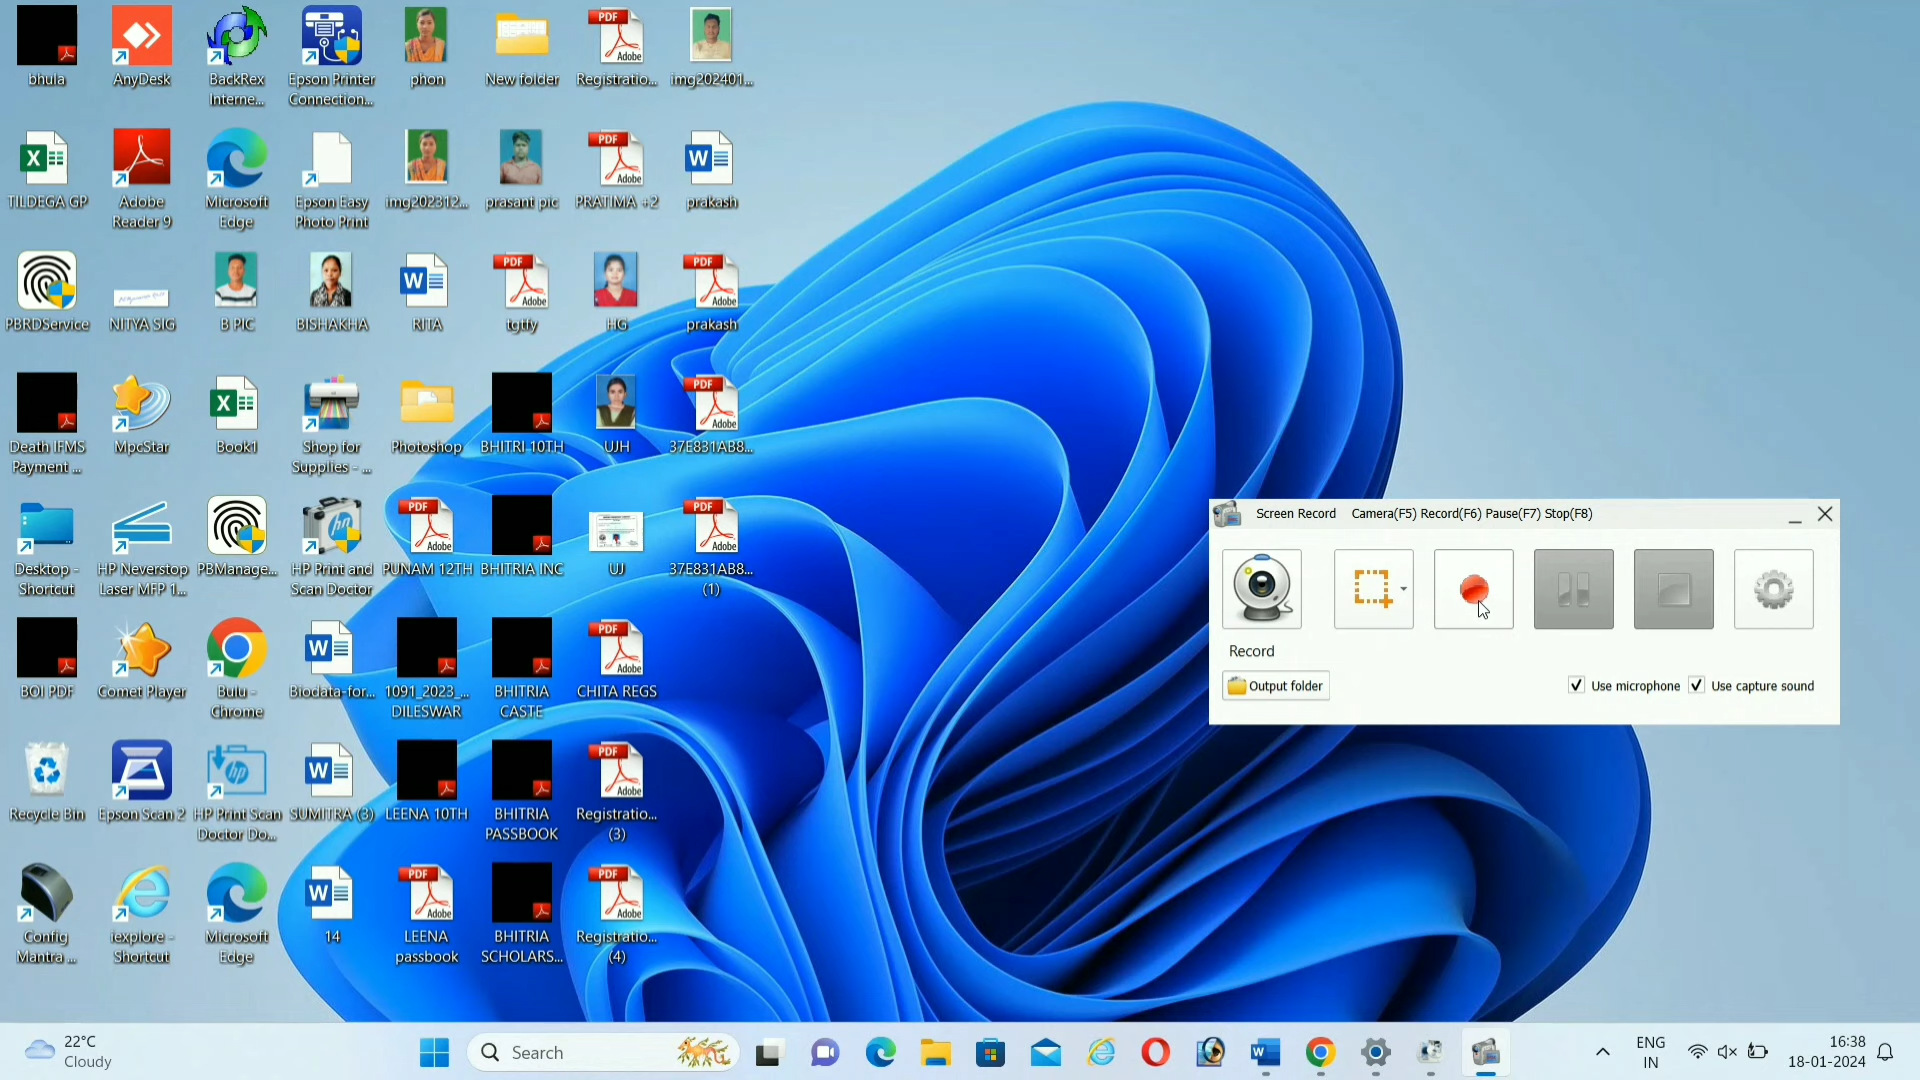 bhula
AnyDesk
BackRex
Interne...
Epson Printer
Connection...
phon
New folder
Registratio...
img202401...
TILDEGA GP
Adobe
Reader 9
Microsoft
Edge
Epson Easy
Photo Print
img202312...
prasant pic
PRATIMA +2
prakash
PBRDService
NITYA SIG
B PIC
BISHAKHA
RITA
tgtfy
HG
prakash
Death IFMS
Payment ...
MpcStar
Book1
Shop for
Supplies - ...
Photoshop
BHITRI 10TH
UJH
37E831AB8...
Desktop -
Shortcut
HP Neverstop
Laser MFP 1...
PBManage...
HP Print and
Scan Doctor
PUNAM 12TH
BHITRIA INC
UJ
37E831AB8...
(1)
BOI PDF
Comet Player
Bulu -
Chrome
Biodata-for...
1091_2023_...
DILESWAR
BHITRIA
CASTE
CHITA REGS
Recycle Bin
Epson Scan 2
HP Print Scan
Doctor Do...
SUMITRA (3)
LEENA 10TH
BHITRIA
PASSBOOK
Registratio...
(3)
Config
Mantra ...
iexplore -
Shortcut
Microsoft
Edge
14
LEENA
passbook
BHITRIA
SCHOLARS...
Registratio...
(4)
Screen Record Camera(F5) Record(F6) Pause(F7) Stop(F8)
Record
Output folder
Use microphone
Use capture sound
22°C
Cloudy
Search
ENG
IN
16:38
18-01-2024